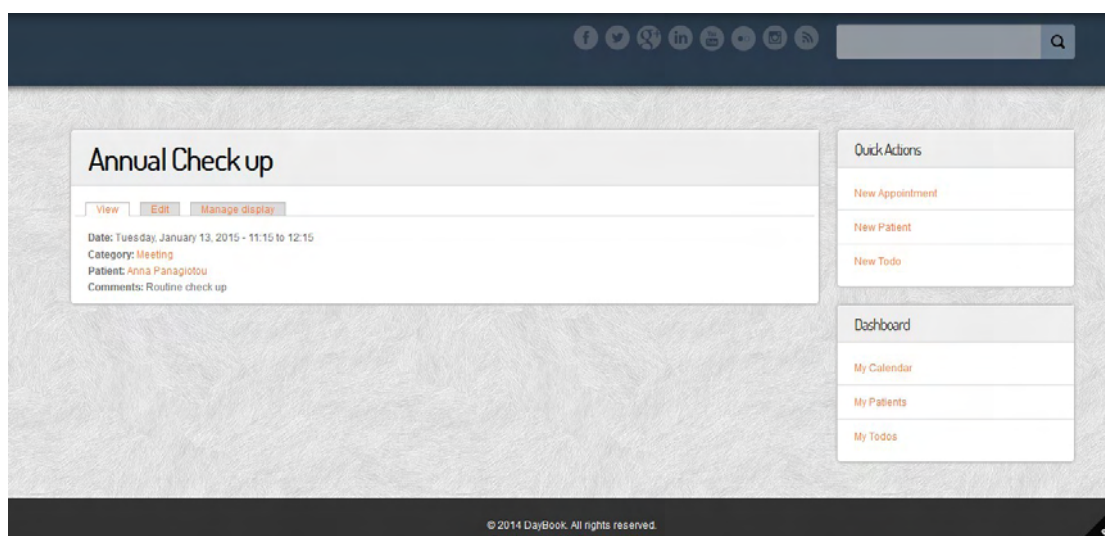 Annual Check up
View Edit Manage display
Date: Tuesday, January 13, 2015 - 11:15 to 12:15
Category: Meeting
Patient: Anna Panagiotou
Comments: Routine check up
Quick Actions
New Appointment
New Patient
New Todo
Dashboard
My Calendar
My Patients
My Todos
© 2014 DayBook. All rights reserved.